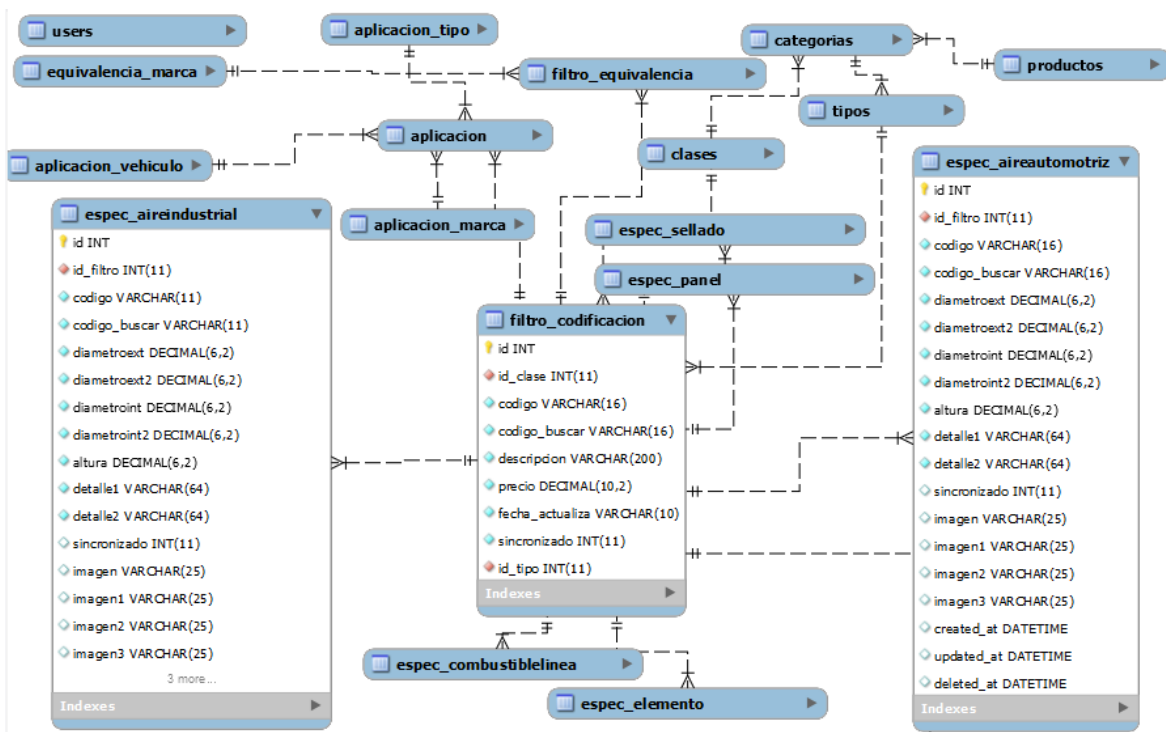 users
aplicacion_tipo
categorias
equivalencia_marca
filtro_equivalencia
productos
tipos
aplicacion
clases
aplicacion_vehiculo
aplicacion_marca
espec_sellado
espec_panel
espec_aireindustrial
id INT
id_filtro INT(11)
codigo VARCHAR(11)
codigo_buscar VARCHAR(11)
diametroext DECIMAL(6,2)
diametroext2 DECIMAL(6,2)
diametroint DECIMAL(6,2)
diametroint2 DECIMAL(6,2)
altura DECIMAL(6,2)
detalle1 VARCHAR(64)
detalle2 VARCHAR(64)
sincronizado INT(11)
imagen VARCHAR(25)
imagen1 VARCHAR(25)
imagen2 VARCHAR(25)
imagen3 VARCHAR(25)
3 more...
Indexes
filtro_codificacion
id INT
id_clase INT(11)
codigo VARCHAR(16)
codigo_buscar VARCHAR(16)
descripcion VARCHAR(200)
precio DECIMAL(10,2)
fecha_actualiza VARCHAR(10)
sincronizado INT(11)
id_tipo INT(11)
Indexes
espec_combustiblelinea
espec_elemento
espec_aireautomotriz
id INT
id_filtro INT(11)
codigo VARCHAR(16)
codigo_buscar VARCHAR(16)
diametroext DECIMAL(6,2)
diametroext2 DECIMAL(6,2)
diametroint DECIMAL(6,2)
diametroint2 DECIMAL(6,2)
altura DECIMAL(6,2)
detalle1 VARCHAR(64)
detalle2 VARCHAR(64)
sincronizado INT(11)
imagen VARCHAR(25)
imagen1 VARCHAR(25)
imagen2 VARCHAR(25)
imagen3 VARCHAR(25)
created_at DATETIME
updated_at DATETIME
deleted_at DATETIME
Indexes